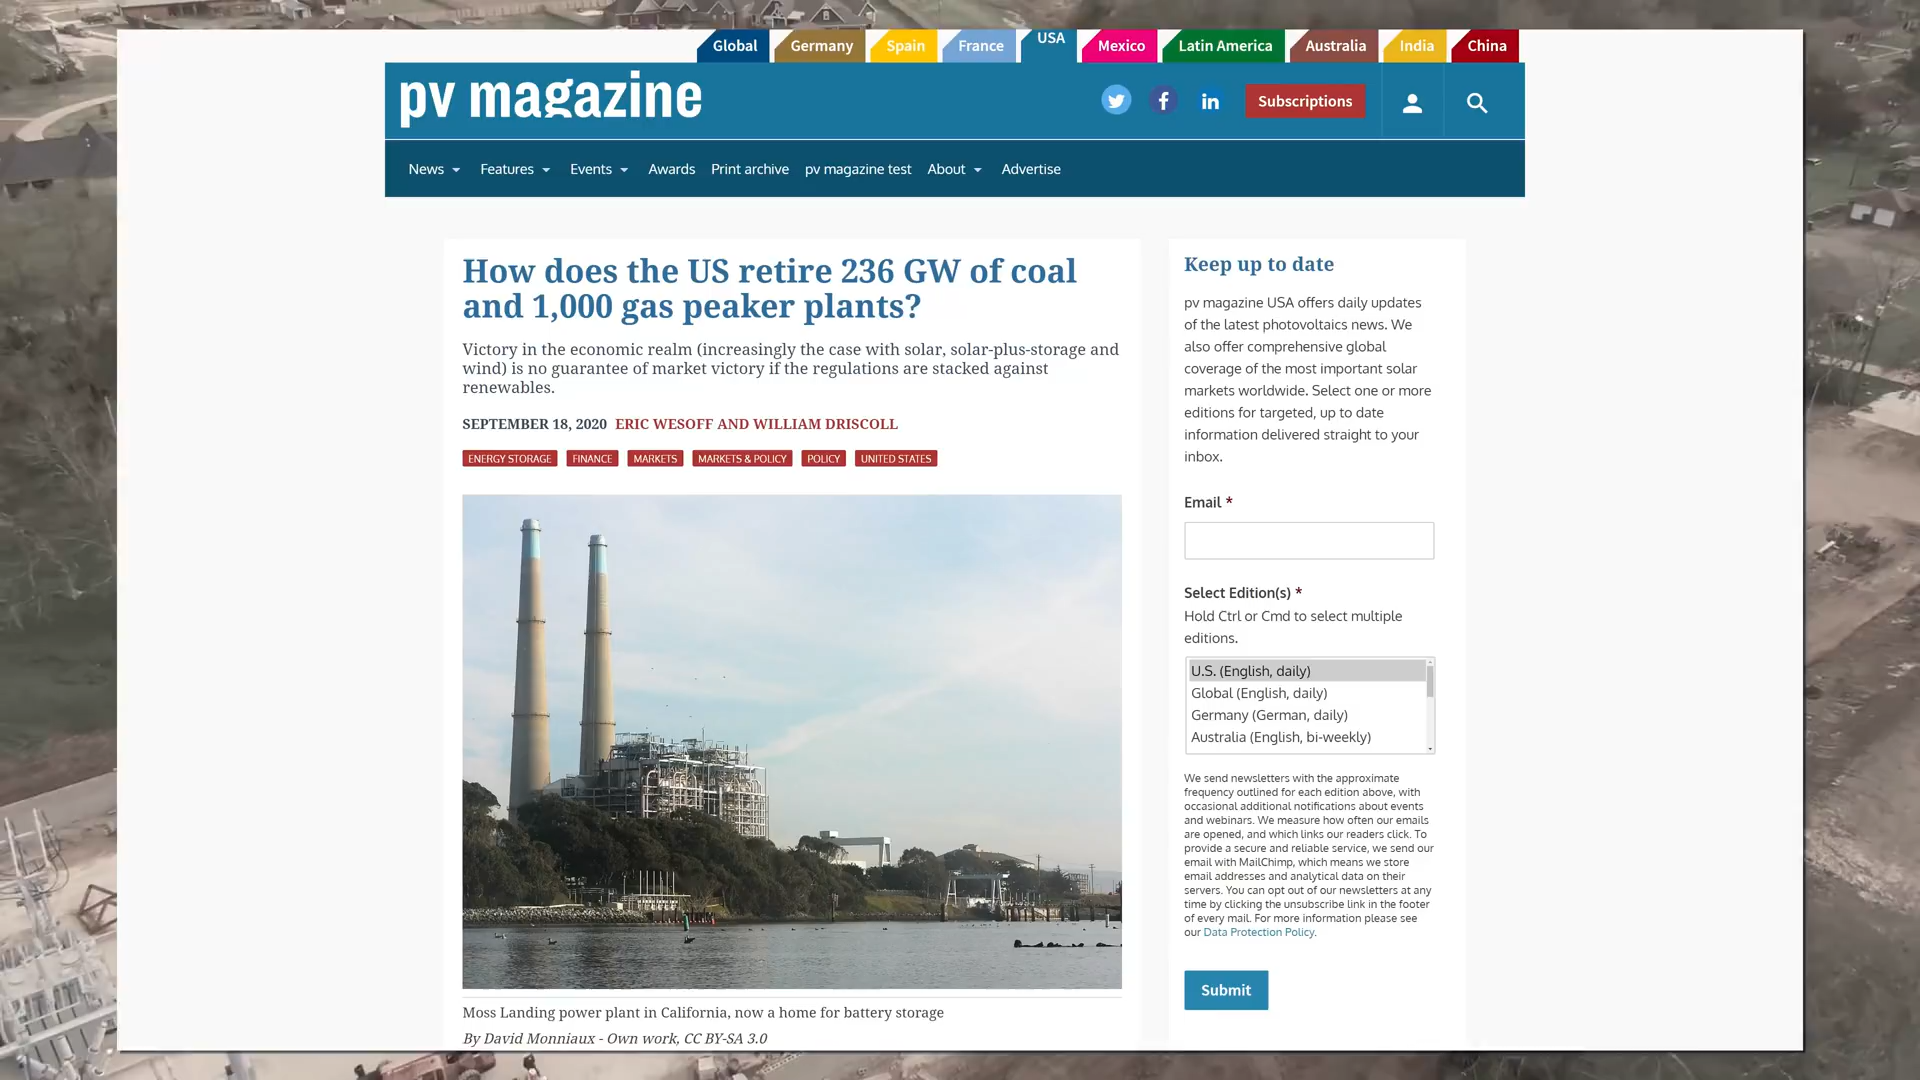 Global
Germany
Spain
France
USA
Mexico
Latin America
Australia
India
China
pv magazine
Subscriptions
News
Features
Events
Awards
Print archive
pv magazine test
About
Advertise
How does the US retire 236 GW of coal
and 1,000 gas peaker plants?
Victory in the economic realm (increasingly the case with solar, solar-plus-storage and
wind) is no guarantee of market victory if the regulations are stacked against
renewables.
SEPTEMBER 18, 2020 ERIC WESOFF AND WILLIAM DRISCOLL
ENERGY STORAGE
FINANCE
MARKETS
MARKETS & POLICY
POLICY
UNITED STATES
Moss Landing power plant in California, now a home for battery storage
By David Monniaux - Own work, CC BY-SA 3.0
Keep up to date
pv magazine USA offers daily updates
of the latest photovoltaics news. We
also offer comprehensive global
coverage of the most important solar
markets worldwide. Select one or more
editions for targeted, up to date
information delivered straight to your
inbox.
Email *
Select Edition(s) *
Hold Ctrl or Cmd to select multiple
editions.
U.S. (English, daily)
Global (English, daily)
Germany (German, daily)
Australia (English, bi-weekly)
We send newsletters with the approximate
frequency outlined for each edition above, with
occasional additional notifications about events
and webinars. We measure how often our emails
are opened, and which links our readers click. To
provide a secure and reliable service, we send our
email with MailChimp, which means we store
email addresses and analytical data on their
servers. You can opt out of our newsletters at any
time by clicking the unsubscribe link in the footer
of every mail. For more information please see
our Data Protection Policy.
Submit